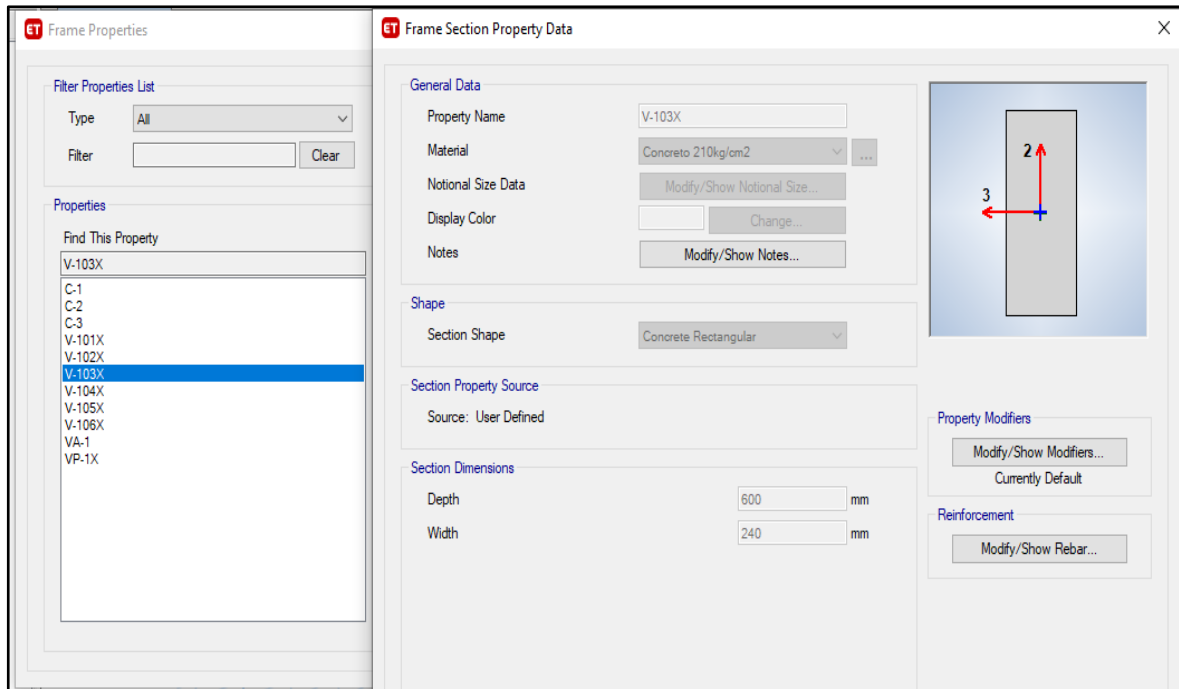 ET Frame Properties
Filter Properties List
Type All
Filter Clear
Properties
Find This Property
V-103X
C-1
C-2
C-3
V-101X
V-102X
V-103X
V-104X
V-105X
V-106X
VA-1
VP-1X
ET Frame Section Property Data
General Data
Property Name V-103X
Material Concreto 210kg/cm2 ...
Notional Size Data Modify/Show Notional Size...
Display Color Change...
Notes Modify/Show Notes...
Shape
Section Shape Concrete Rectangular
Section Property Source
Source: User Defined
Section Dimensions
Depth 600 mm
Width 240 mm
2
3
Property Modifiers
Modify/Show Modifiers...
Currently Default
Reinforcement
Modify/Show Rebar...